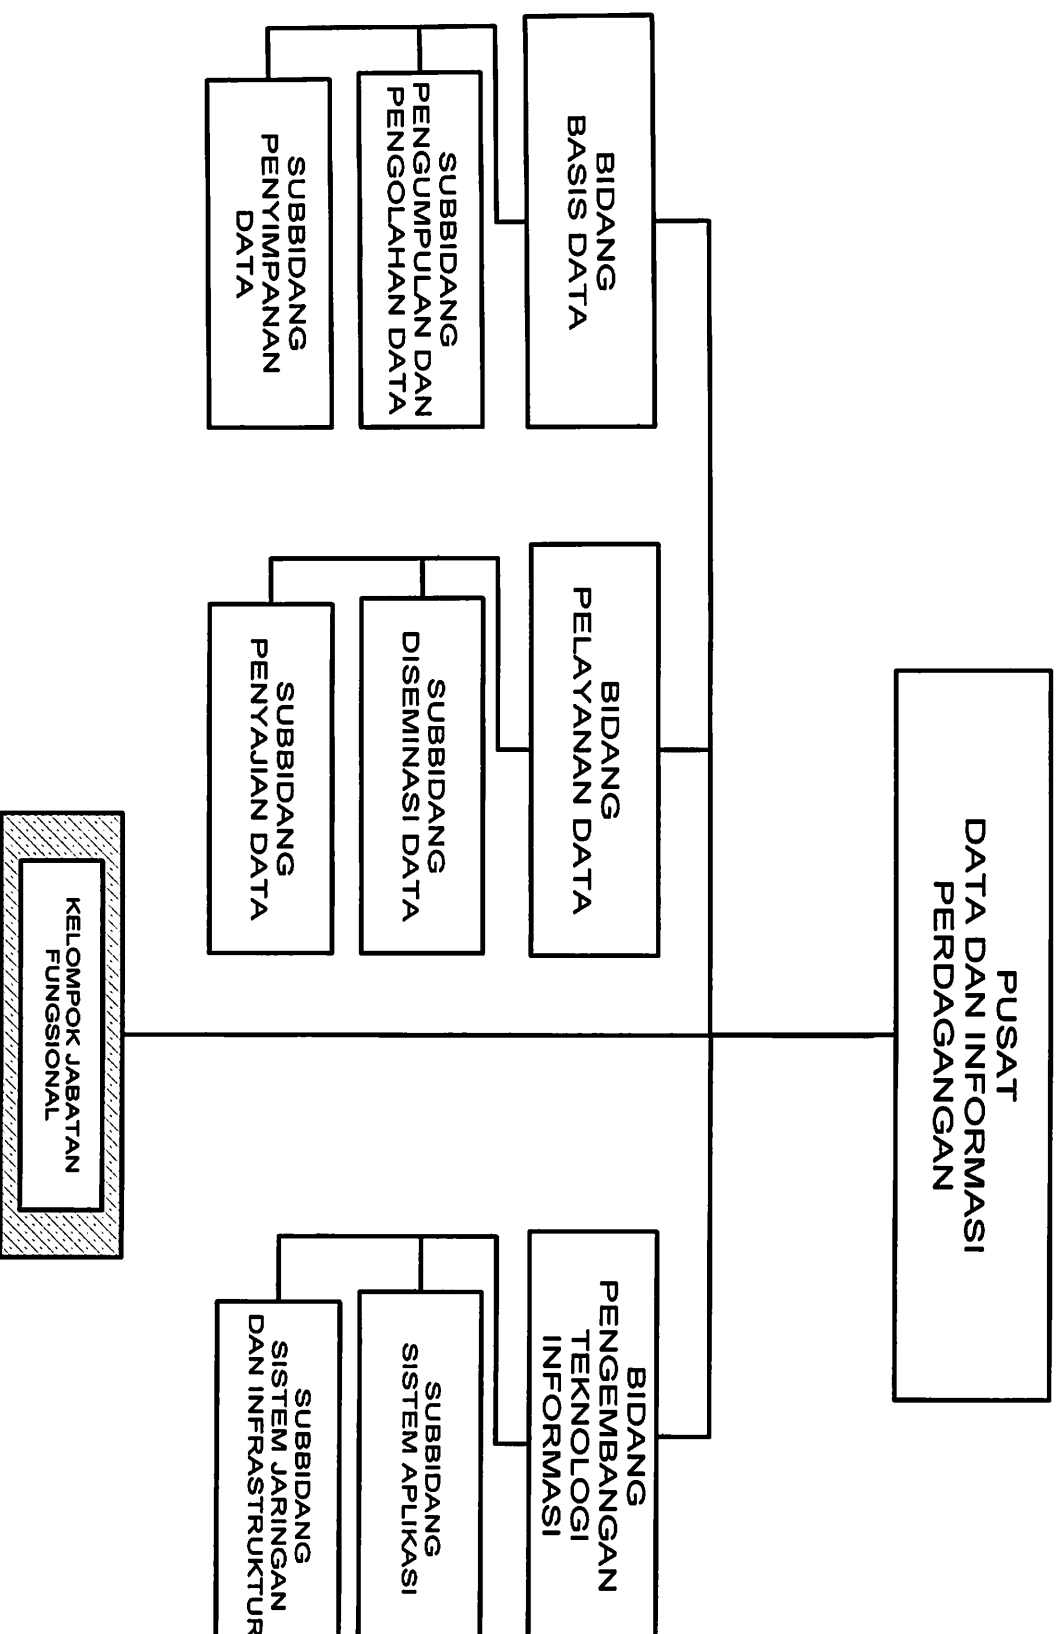 PUSAT
DATA DAN INFORMASI
PERDAGANGAN
BIDANG
BASIS DATA
SUBBIDANG
PENGUMPULAN DAN
PENGOLAHAN DATA
SUBBIDANG
PENYIMPANAN
DATA
BIDANG
PELAYANAN DATA
SUBBIDANG
DISEMINASI DATA
SUBBIDANG
PENYAJIAN DATA
BIDANG
PENGEMBANGAN
TEKNOLOGI
INFORMASI
SUBBIDANG
SISTEM APLIKASI
SUBBIDANG
SISTEM JARINGAN
DAN INFRASTRUKTUR
KELOMPOK JABATAN
FUNGSIONAL